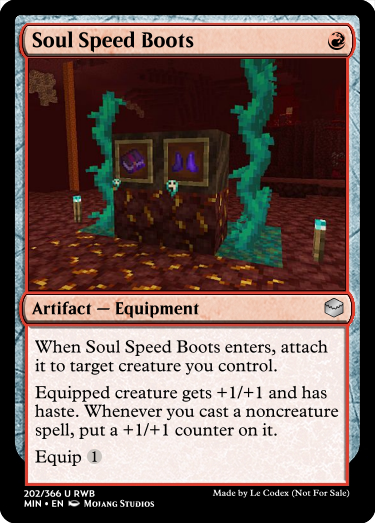 Soul Speed Boots
Artifact — Equipment
When Soul Speed Boots enters, attach
it to target creature you control.
Equipped creature gets +1/+1 and has
haste. Whenever you cast a noncreature
spell, put a +1/+1 counter on it.
Equip 1
202/366 U RWB
MIN • EN Mojang Studios
Made by Le Codex (Not For Sale)